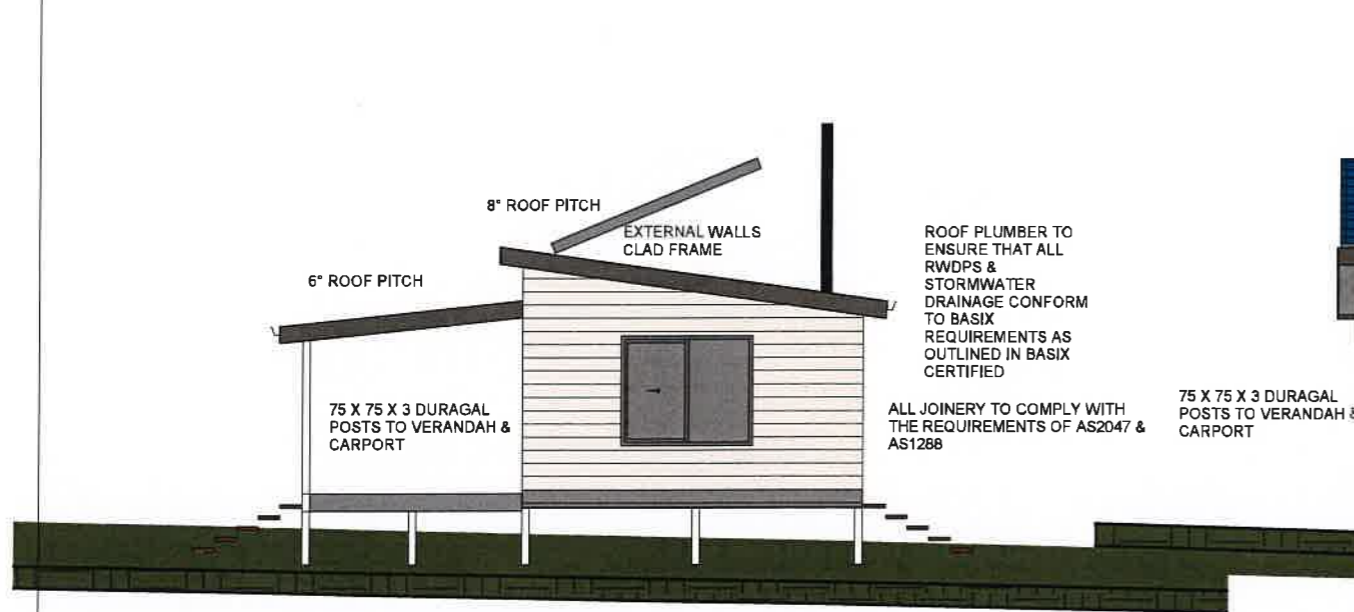 8° ROOF PITCH
EXTERNAL WALLS
CLAD FRAME
6° ROOF PITCH
ROOF PLUMBER TO
ENSURE THAT ALL
RWDPS &
STORMWATER
DRAINAGE CONFORM
TO BASIX
REQUIREMENTS AS
OUTLINED IN BASIX
CERTIFIED
75 X 75 X 3 DURAGAL
POSTS TO VERANDAH &
CARPORT
ALL JOINERY TO COMPLY WITH
THE REQUIREMENTS OF AS2047 &
AS1288
75 X 75 X 3 DURAGAL
POSTS TO VERANDAH &
CARPORT